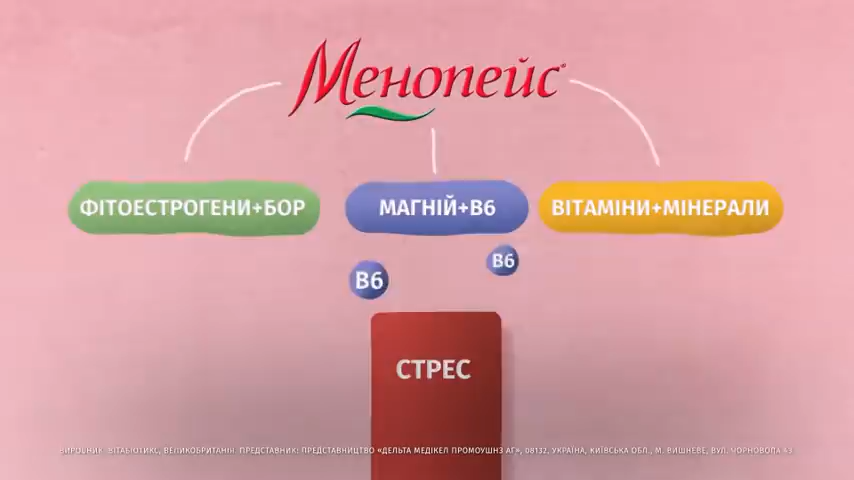 Менопейс®
ФІТОЕСТРОГЕНИ+БОР
МАГНІЙ+В6
ВІТАМІНИ+МІНЕРАЛИ
В6
В6
СТРЕС
ВИРОБНИК: ВІТАБІОТИКС, ВЕЛИКОБРИТАНІЯ. ПРЕДСТАВНИК: ПРЕДСТАВНИЦТВО «ДЕЛЬТА МЕДІКЕЛ ПРОМОУШНЗ АГ», 08132, УКРАЇНА, КИЇВСЬКА ОБЛ., М. ВИШНЕВЕ, ВУЛ. ЧОРНОВОЛА